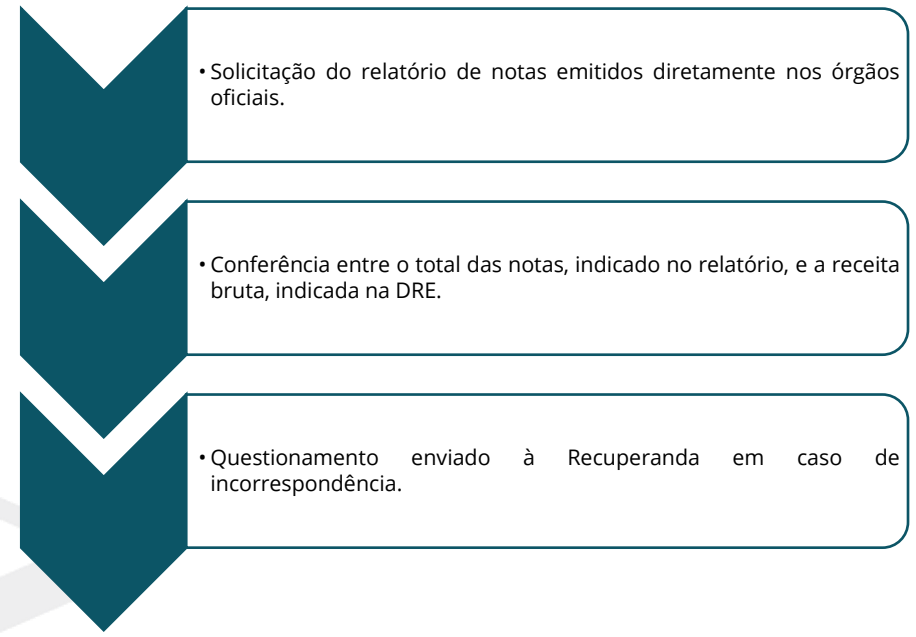 • Solicitação do relatório de notas emitidos diretamente nos órgãos
oficiais.
• Conferência entre o total das notas, indicado no relatório, e a receita
bruta, indicada na DRE.
• Questionamento enviado à Recuperanda em caso de
incorrespondência.